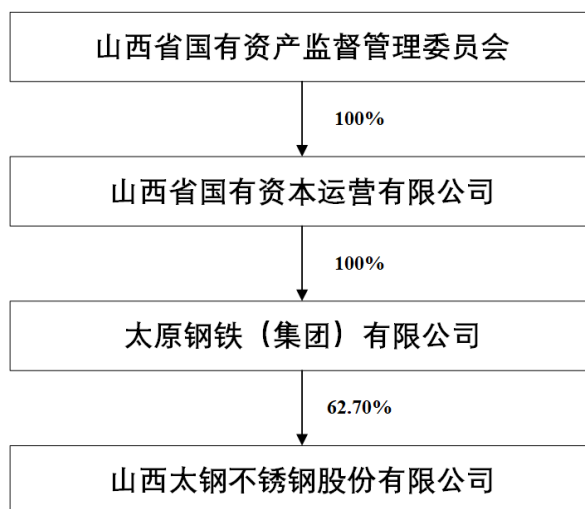 山西省国有资产监督管理委员会
100%
山西省国有资本运营有限公司
100%
太原钢铁（集团）有限公司
62.70%
山西太钢不锈钢股份有限公司